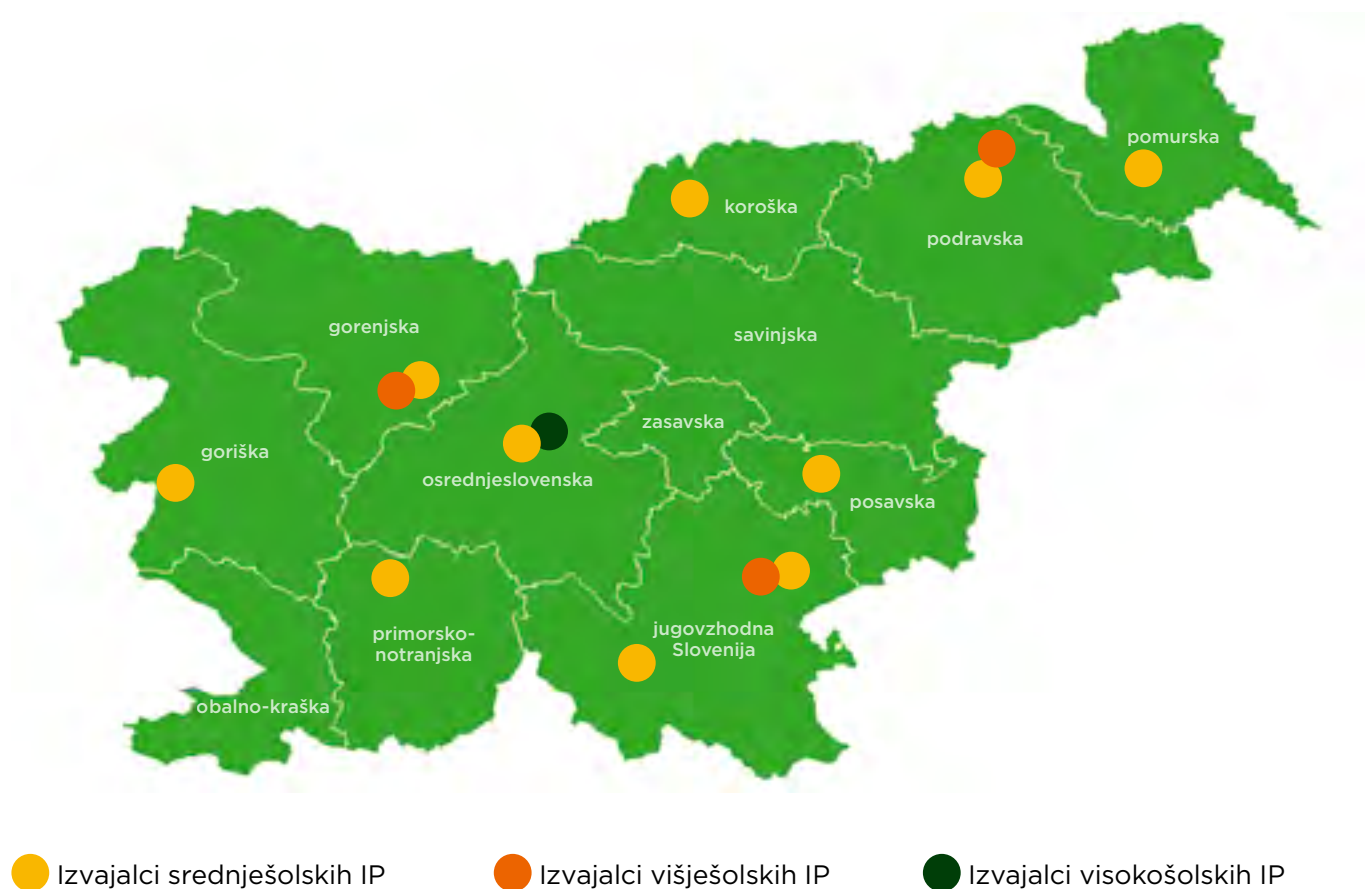 pomurska
koroška
podravska
gorenjska
savinjska
zasavska
goriška
osrednjeslovenska
posavska
primorsko-
notranjska
jugovzhodna
Slovenija
obalno-kraška
Izvajalci srednješolskih IP
Izvajalci višješolskih IP
Izvajalci visokošolskih IP